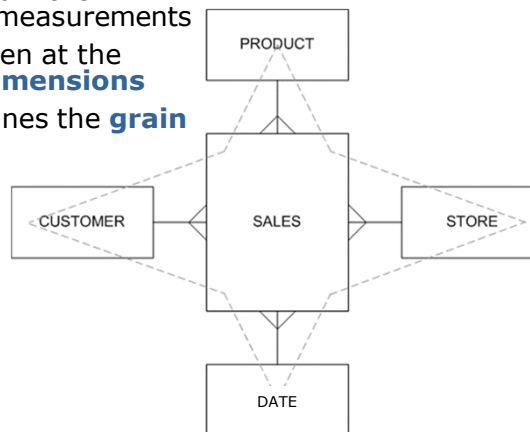 measurements
en at the
mensions
nes the grain
PRODUCT
CUSTOMER
SALES
STORE
DATE